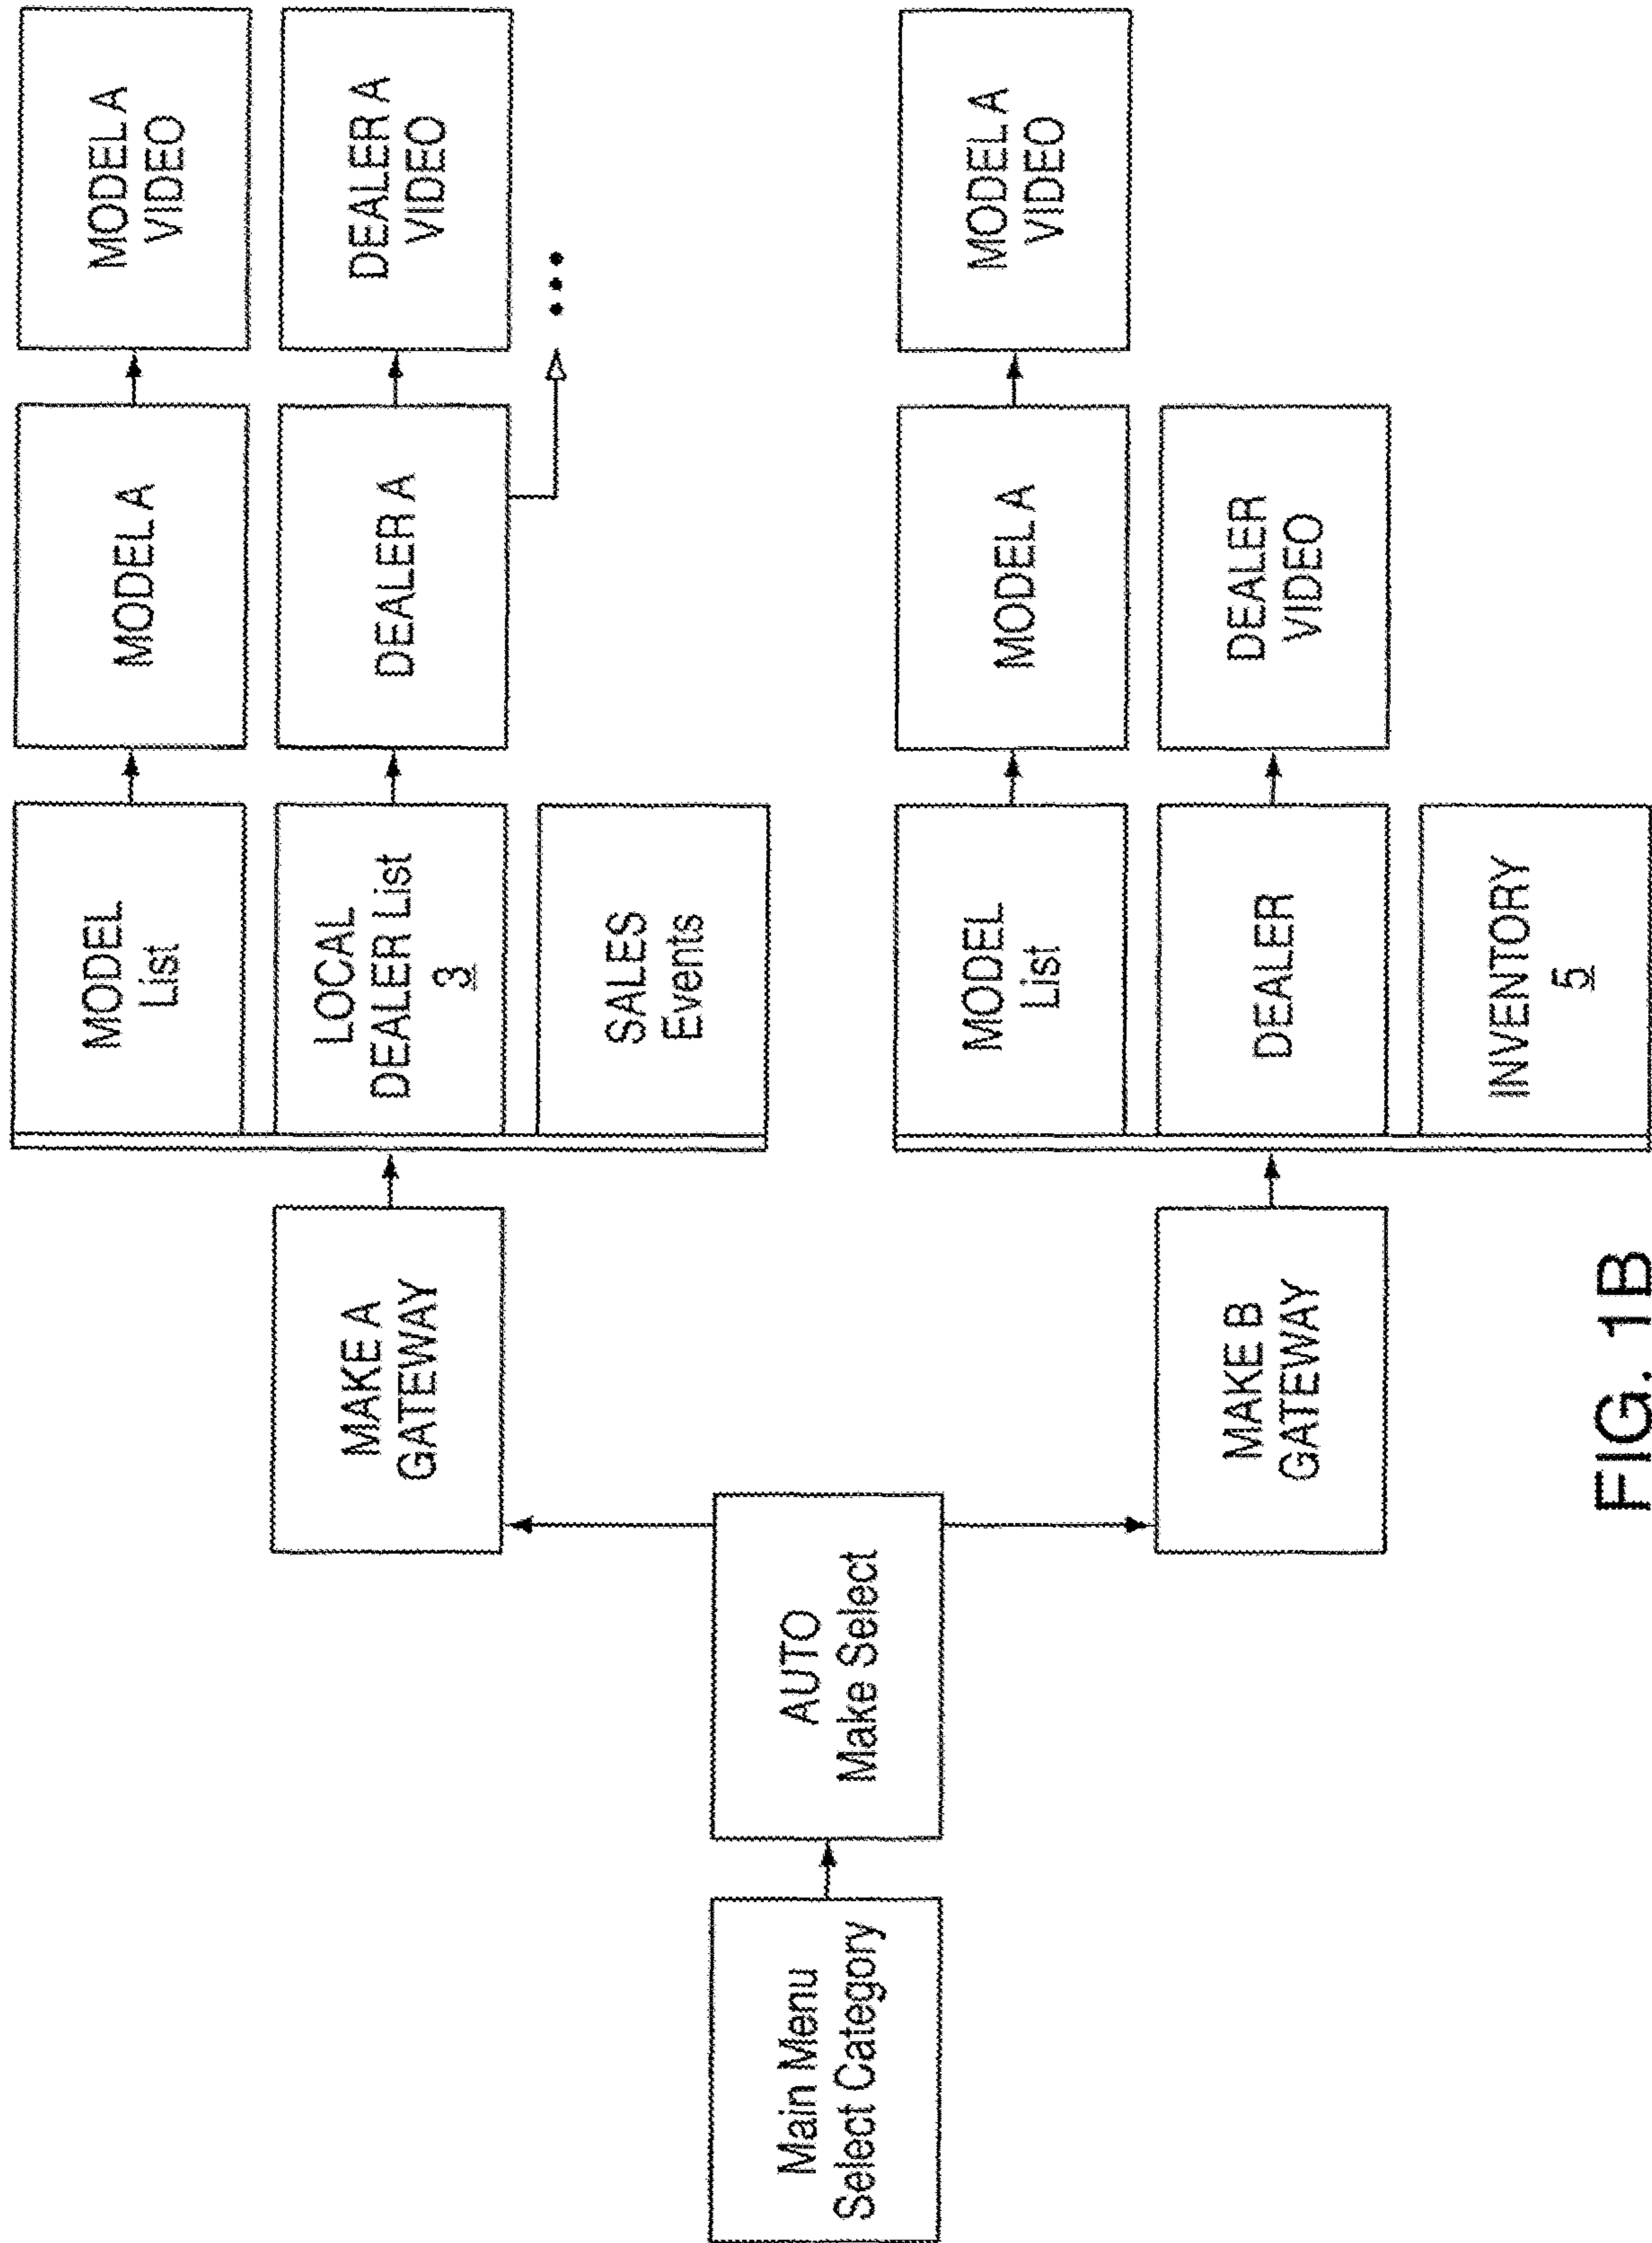 Main Menu
Select Category
AUTO
Make Select
MAKE A
GATEWAY
MODEL
List
MODEL A
MODEL A
VIDEO
LOCAL
DEALER List
3
DEALER A
DEALER A
VIDEO
SALES
Events
MAKE B
GATEWAY
MODEL
List
MODEL A
MODEL A
VIDEO
DEALER
DEALER
VIDEO
INVENTORY
5
FIG. 1B